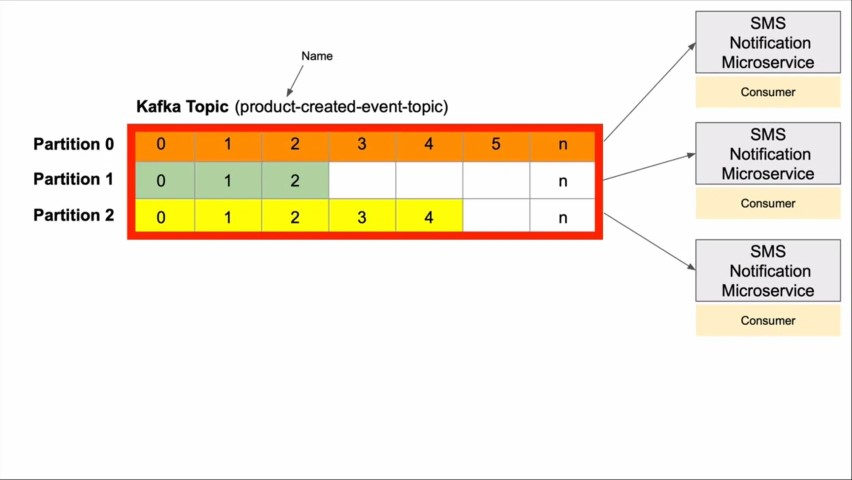 Name
Kafka Topic (product-created-event-topic)
Partition 0 0 1 2 3 4 5 n
Partition 1 0 1 2 n
Partition 2 0 1 2 3 4 n
SMS
Notification
Microservice
Consumer
SMS
Notification
Microservice
Consumer
SMS
Notification
Microservice
Consumer